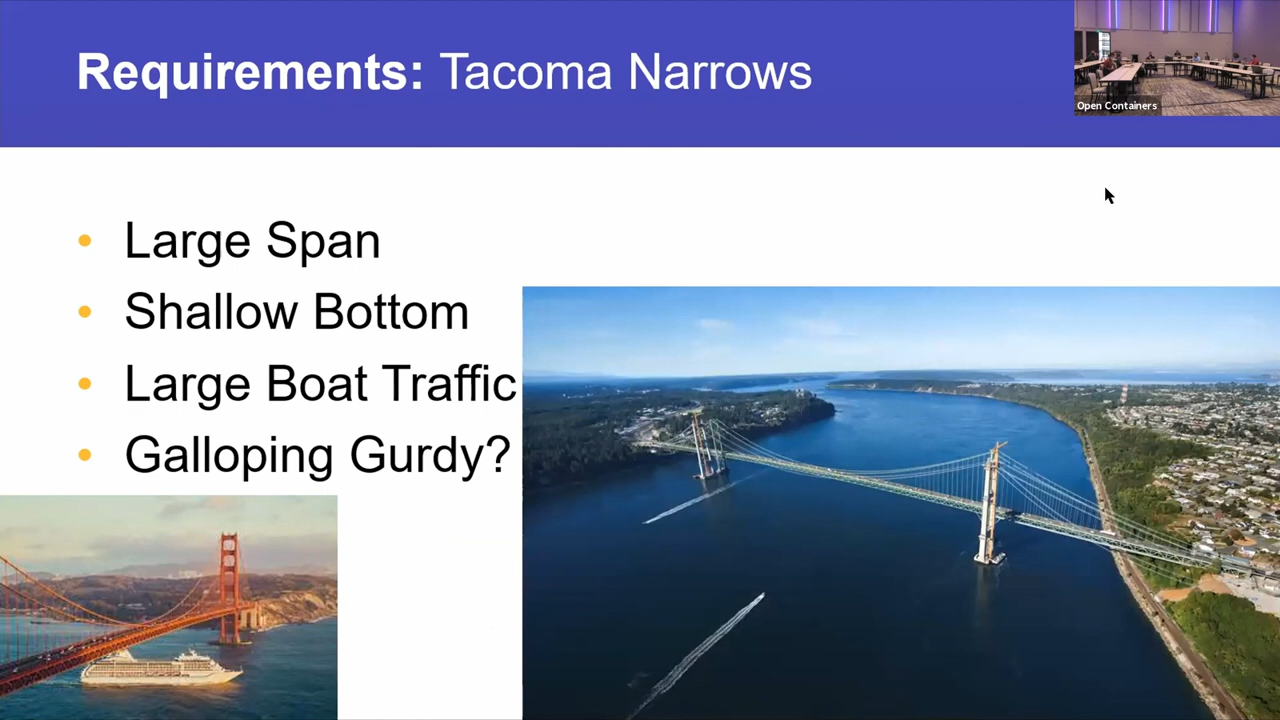 Requirements: Tacoma Narrows
Open Containers
• Large Span
• Shallow Bottom
• Large Boat Traffic
• Galloping Gurdy?